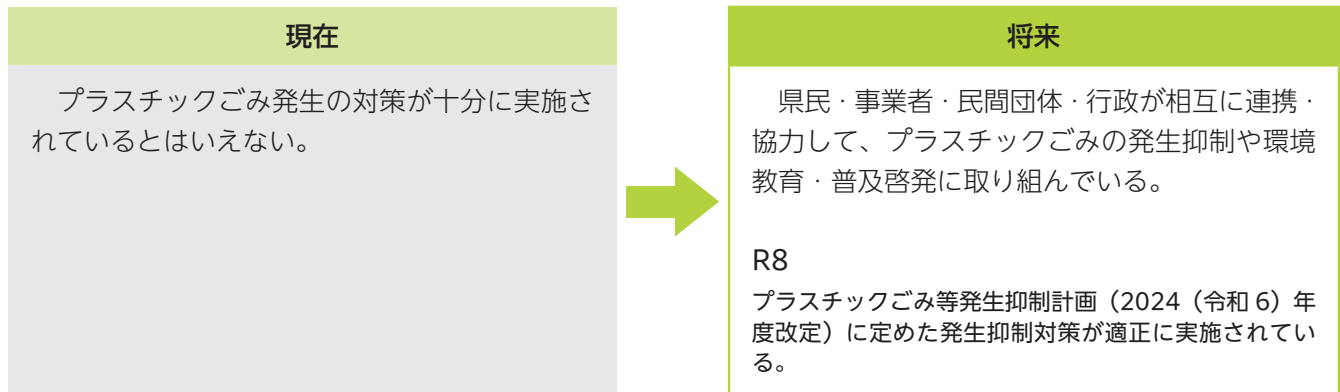 現在
プラスチックごみ発生の対策が十分に実施さ
れているとはいえない。
将来
県民・事業者・民間団体・行政が相互に連携・
協力して、プラスチックごみの発生抑制や環境
教育・普及啓発に取り組んでいる。
R8
プラスチックごみ等発生抑制計画（2024（令和 6）年
度改定）に定めた発生抑制対策が適正に実施されてい
る。